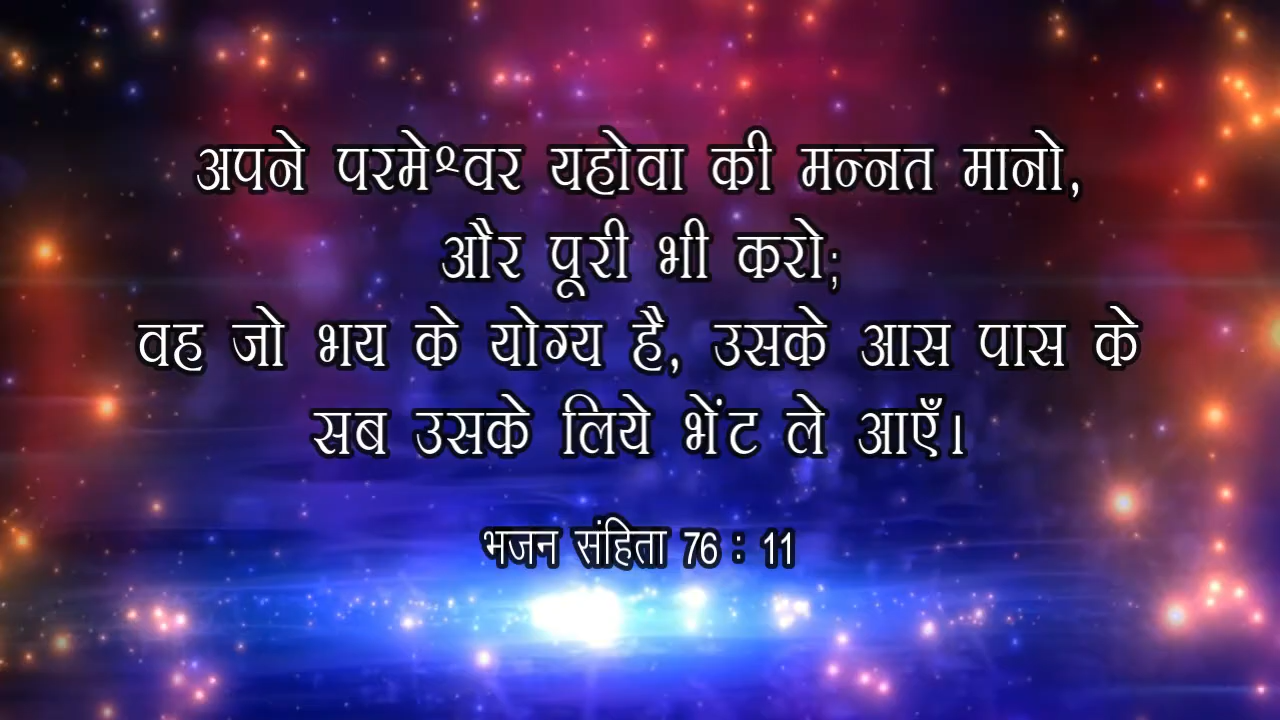 अपने परमेश्वर यहोवा की मन्नत मानो,
और पूरी भी करो;
वह जो भय के योग्य है, उसके आस पास के
सब उसके लिये भेंट ले आएँ।
भजन संहिता 76 : 11